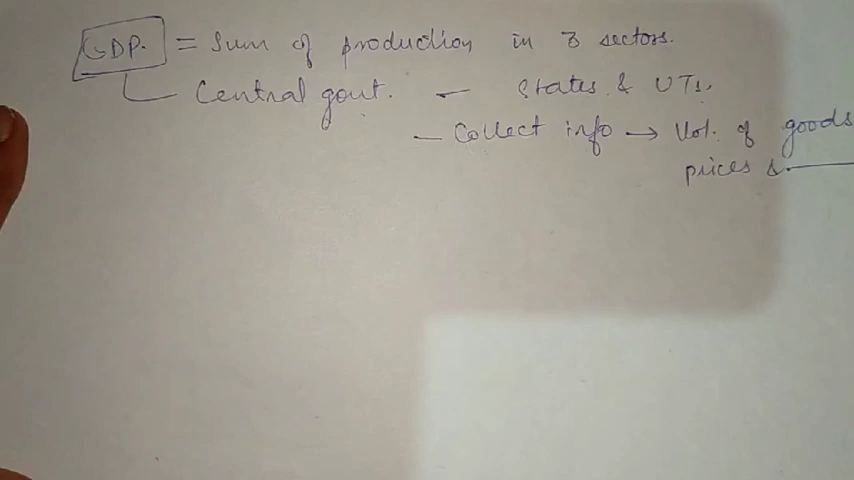 GDP. = Sum of production in 3 sectors.
Central govt. - States & UTs.
- Collect info → Vol. of goods
prices &